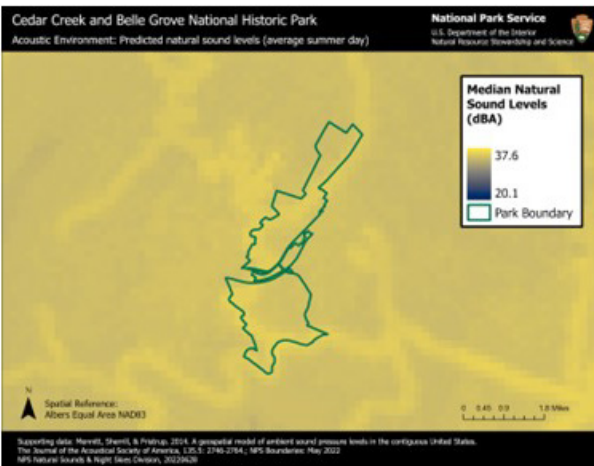 Cedar Creek and Belle Grove National Historic Park
Acoustic Environment: Predicted natural sound levels (average summer day)
National Park Service
U.S. Department of the Interior
Natural Resource Stewardship and Science
Median Natural
Sound Levels
(dBA)
37.6
20.1
Park Boundary
N
Spatial Reference:
Albers Equal Area NAD83
0 0.45 0.9 1.8 Miles
Supporting data: Mennitt, Sherrill, & Fristrup. 2014. A geospatial model of ambient sound pressure levels in the contiguous United States.
The Journal of the Acoustical Society of America, 135.5: 2746-2764.; NPS Boundaries: May 2022
NPS Natural Sounds & Night Skies Division, 20220620